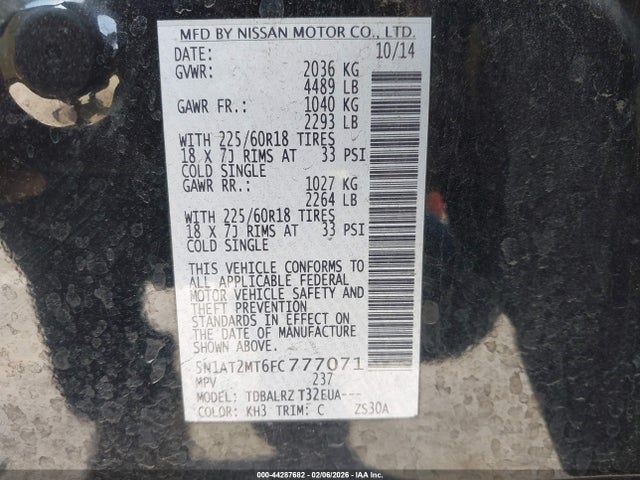 MFD BY NISSAN MOTOR CO., LTD.
DATE: 10/14
GVWR: 2036 KG
4489 LB
GAWR FR.: 1040 KG
2293 LB
WITH 225/60R18 TIRES
18 X 7J RIMS AT 33 PSI
COLD SINGLE
GAWR RR.: 1027 KG
2264 LB
WITH 225/60R18 TIRES
18 X 7J RIMS AT 33 PSI
COLD SINGLE
THIS VEHICLE CONFORMS TO
ALL APPLICABLE FEDERAL
MOTOR VEHICLE SAFETY AND
THEFT PREVENTION
STANDARDS IN EFFECT ON
THE DATE OF MANUFACTURE
SHOWN ABOVE.
5N1AT2MT6FC777071
MPV 237
MODEL: TDBALRZ T32EUA---
COLOR: KH3 TRIM: C ZS30A
000-44287682 - 02/06/2026 - IAA Inc.